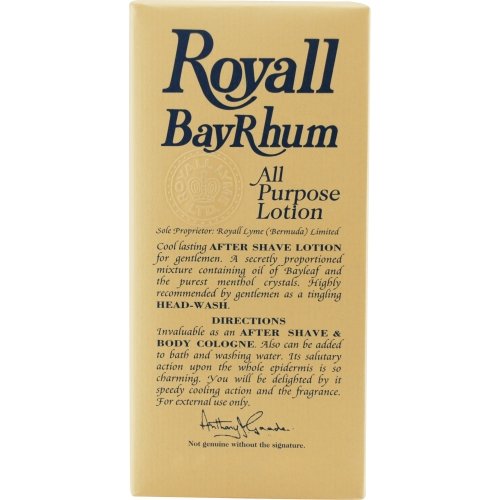 Royall
BayRhum
All
Purpose
Lotion
Sole Proprietor: Royall Lyme (Bermuda) Limited
Cool lasting AFTER SHAVE LOTION
for gentlemen. A secretly proportioned
mixture containing oil of Bayleaf and
the purest menthol crystals. Highly
recommended by gentlemen as a tingling
HEAD-WASH.
DIRECTIONS
Invaluable as an AFTER SHAVE &
BODY COLOGNE. Also can be added
to bath and washing water. Its salutary
action upon the whole epidermis is so
charming. You will be delighted by it
speedy cooling action and the fragrance.
For external use only.
Not genuine without the signature.